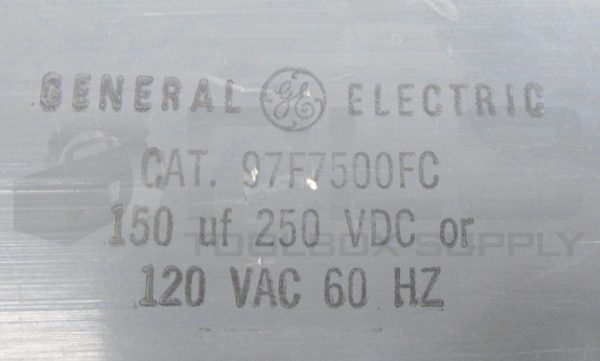 GENERAL GE ELECTRIC
CAT. 97F7500FC
150 uf 250 VDC or
TOOLBOX SUPPLY
120 VAC 60 HZ